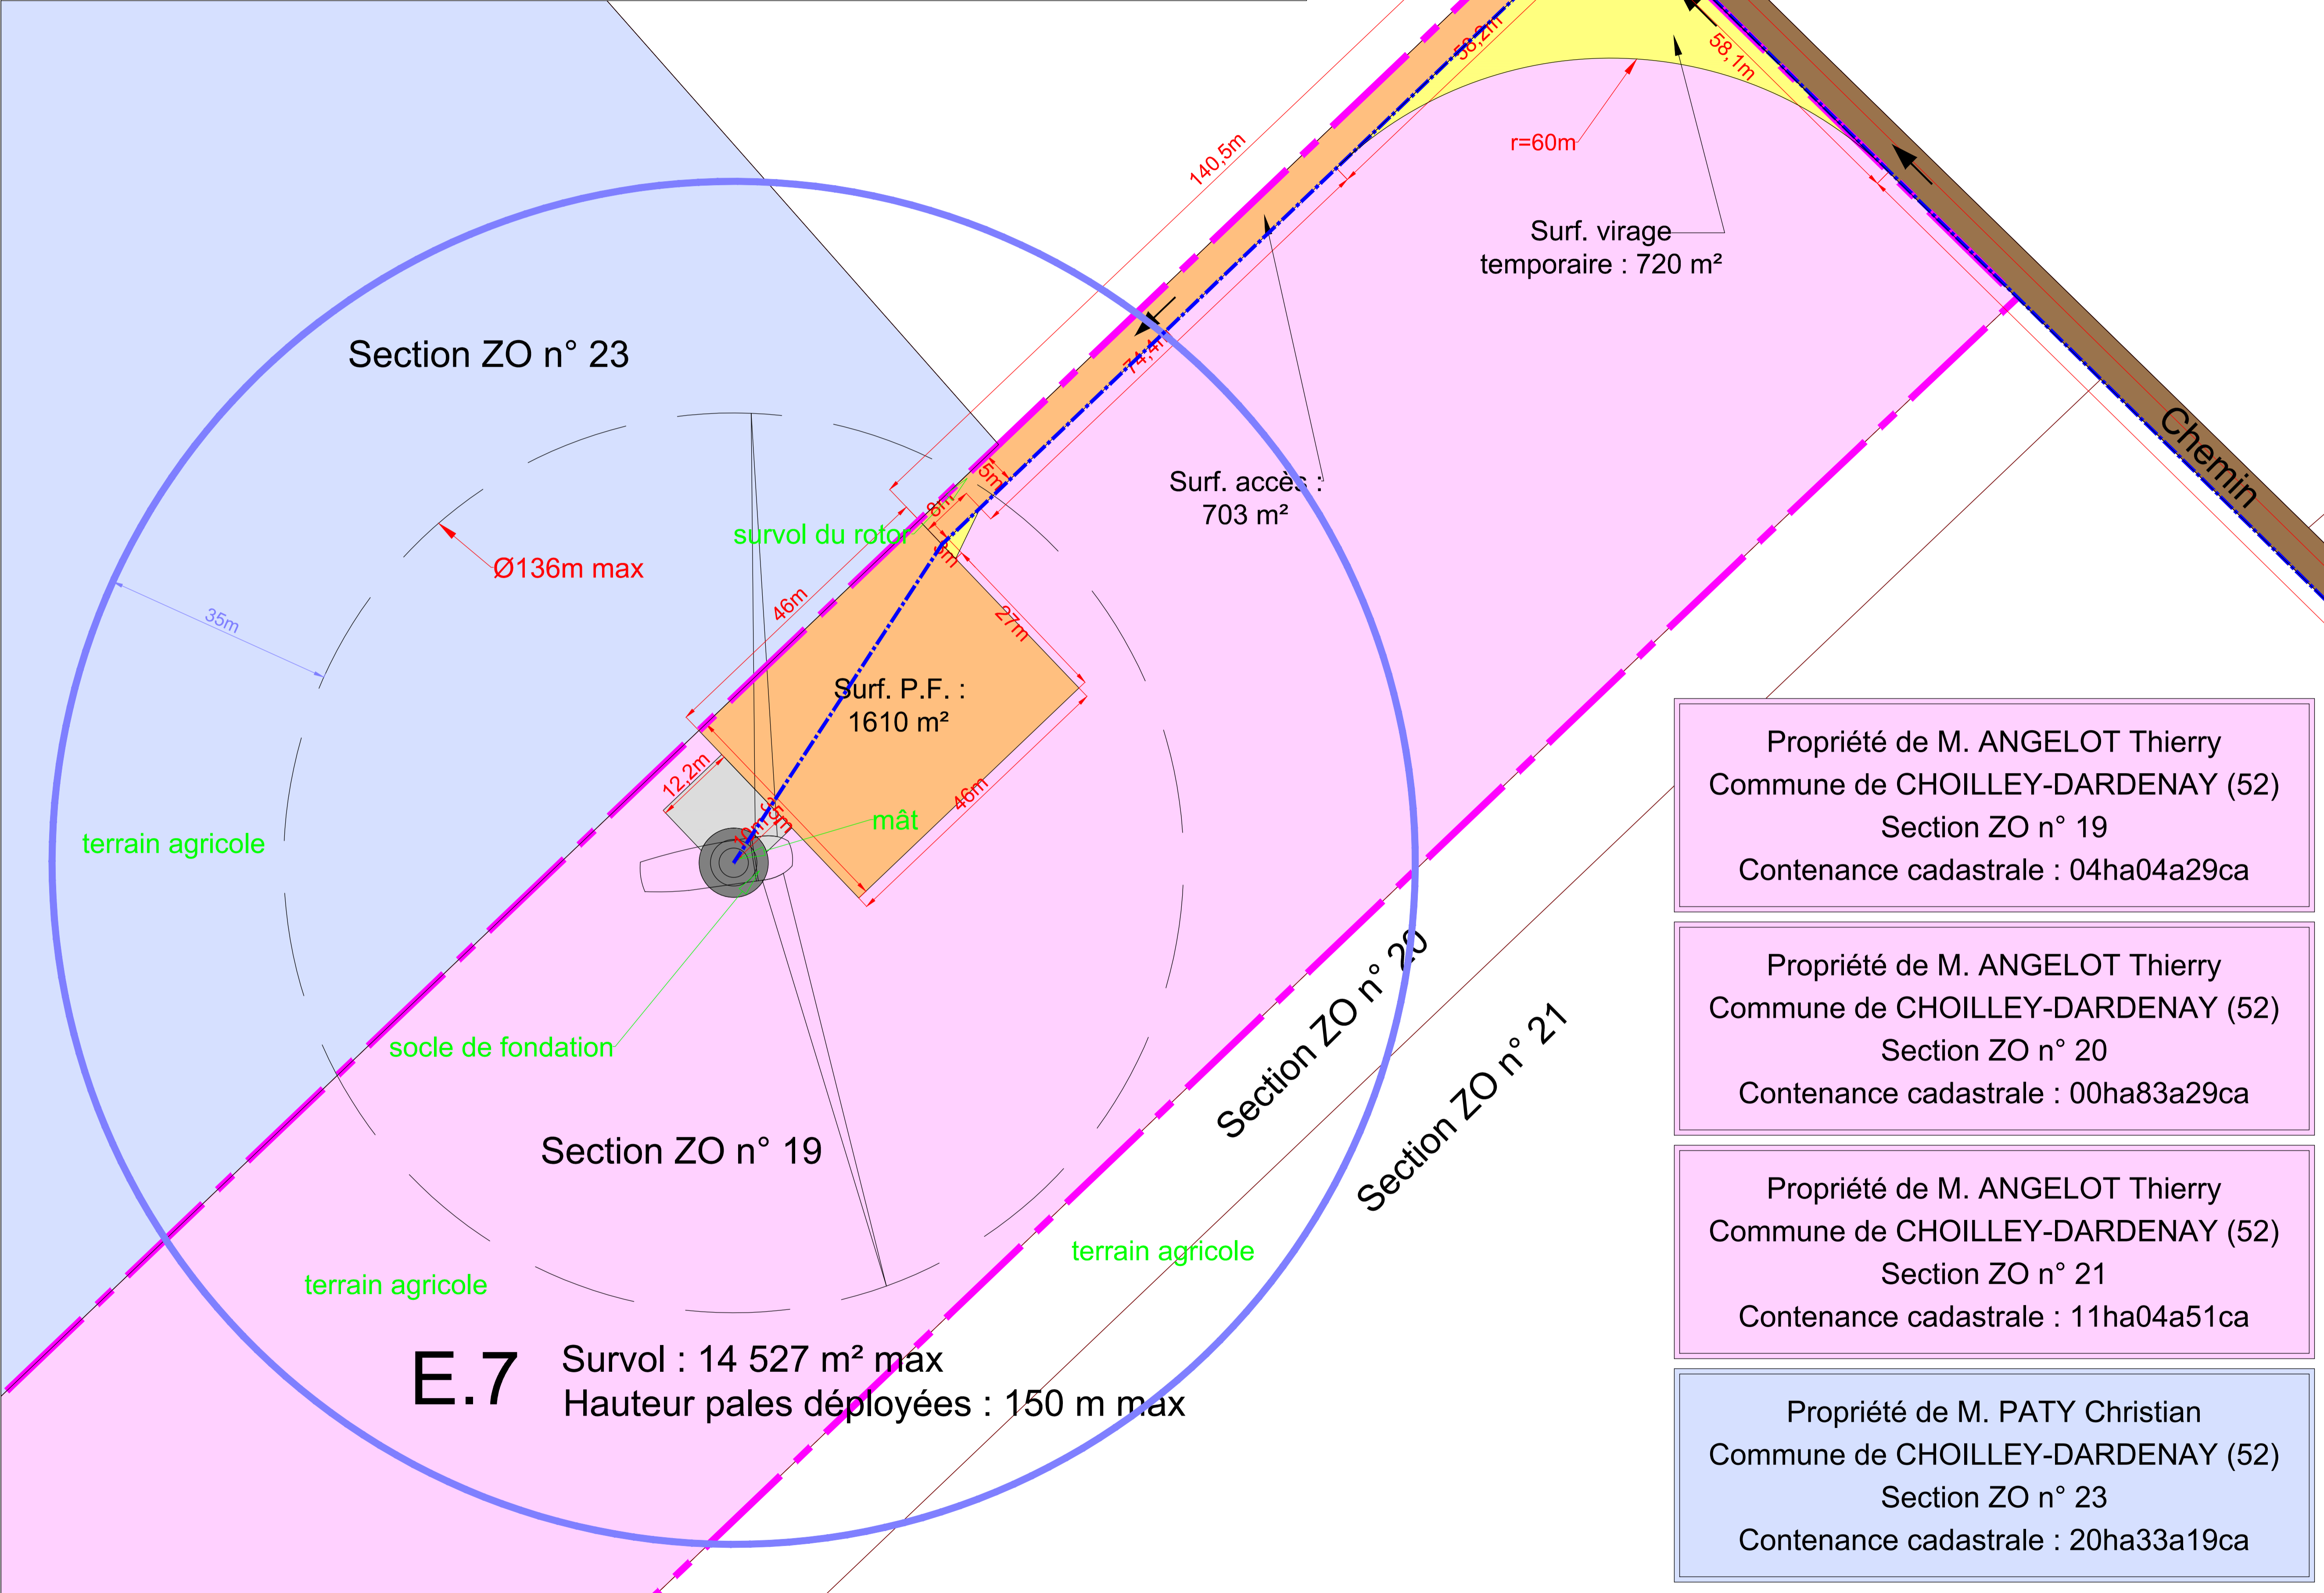 58,2m
58,1m
140,5m
r=60m
Surf. virage
temporaire : 720 m²
Section ZO n° 23
Chemin
5m
8m
Surf. accès :
703 m²
survol du rotor
3m
Ø136m max
46m
27m
35m
Surf. P.F. :
1610 m²
12,2m
46m
10m
35m
mât
terrain agricole
socle de fondation
Section ZO n° 19
Section ZO n° 20
Section ZO n° 21
terrain agricole
terrain agricole
E.7
Survol : 14 527 m² max
Hauteur pales déployées : 150 m max
Propriété de M. ANGELOT Thierry
Commune de CHOILLEY-DARDENAY (52)
Section ZO n° 19
Contenance cadastrale : 04ha04a29ca
Propriété de M. ANGELOT Thierry
Commune de CHOILLEY-DARDENAY (52)
Section ZO n° 20
Contenance cadastrale : 00ha83a29ca
Propriété de M. ANGELOT Thierry
Commune de CHOILLEY-DARDENAY (52)
Section ZO n° 21
Contenance cadastrale : 11ha04a51ca
Propriété de M. PATY Christian
Commune de CHOILLEY-DARDENAY (52)
Section ZO n° 23
Contenance cadastrale : 20ha33a19ca